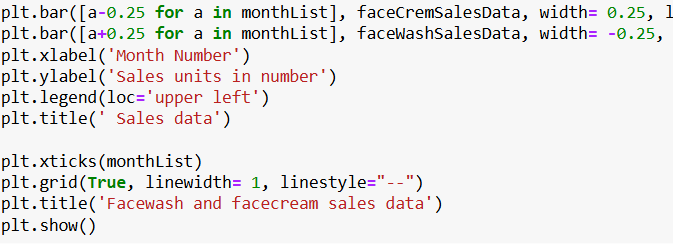 plt.bar([a-0.25 for a in monthList], faceCremSalesData, width= 0.25, l
plt.bar([a+0.25 for a in monthList], faceWashSalesData, width= -0.25,
plt.xlabel('Month Number')
plt.ylabel('Sales units in number')
plt.legend(loc='upper left')
plt.title(' Sales data')
plt.xticks(monthList)
plt.grid(True, linewidth= 1, linestyle="--")
plt.title('Facewash and facecream sales data')
plt.show()